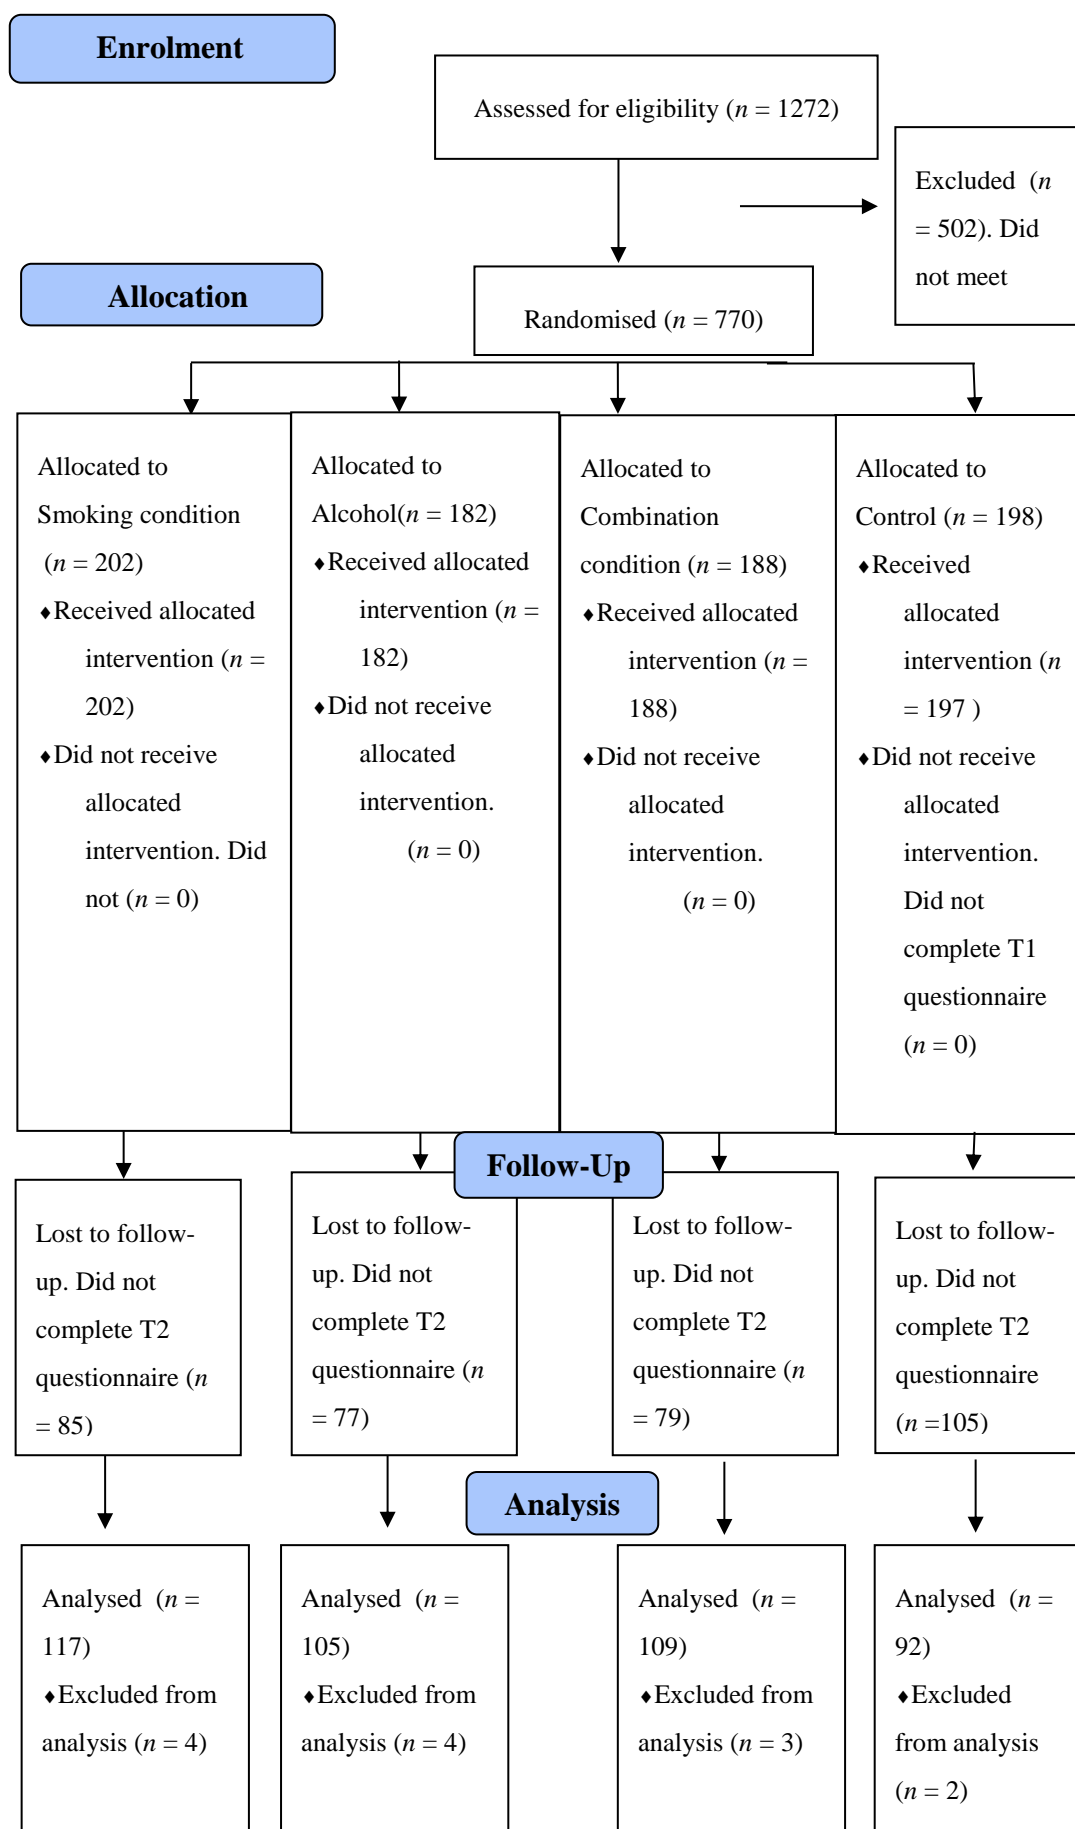 Enrolment
Assessed for eligibility (n = 1272)
Excluded (n
= 502). Did
not meet
Allocation
Randomised (n = 770)
Allocated to
Smoking condition
(n = 202)
♦Received allocated
intervention (n =
202)
♦Did not receive
allocated
intervention. Did
not (n = 0)
Allocated to
Alcohol(n = 182)
♦Received allocated
intervention (n =
182)
♦Did not receive
allocated
intervention.
(n = 0)
Allocated to
Combination
condition (n = 188)
♦Received allocated
intervention (n =
188)
♦Did not receive
allocated
intervention.
(n = 0)
Allocated to
Control (n = 198)
♦Received
allocated
intervention (n
= 197 )
♦Did not receive
allocated
intervention.
Did not
complete T1
questionnaire
(n = 0)
Follow-Up
Lost to follow-
up. Did not
complete T2
questionnaire (n
= 85)
Lost to follow-
up. Did not
complete T2
questionnaire (n
= 77)
Lost to follow-
up. Did not
complete T2
questionnaire (n
= 79)
Lost to follow-
up. Did not
complete T2
questionnaire
(n =105)
Analysis
Analysed (n =
117)
♦Excluded from
analysis (n = 4)
Analysed (n =
105)
♦Excluded from
analysis (n = 4)
Analysed (n =
109)
♦Excluded from
analysis (n = 3)
Analysed (n =
92)
♦Excluded
from analysis
(n = 2)